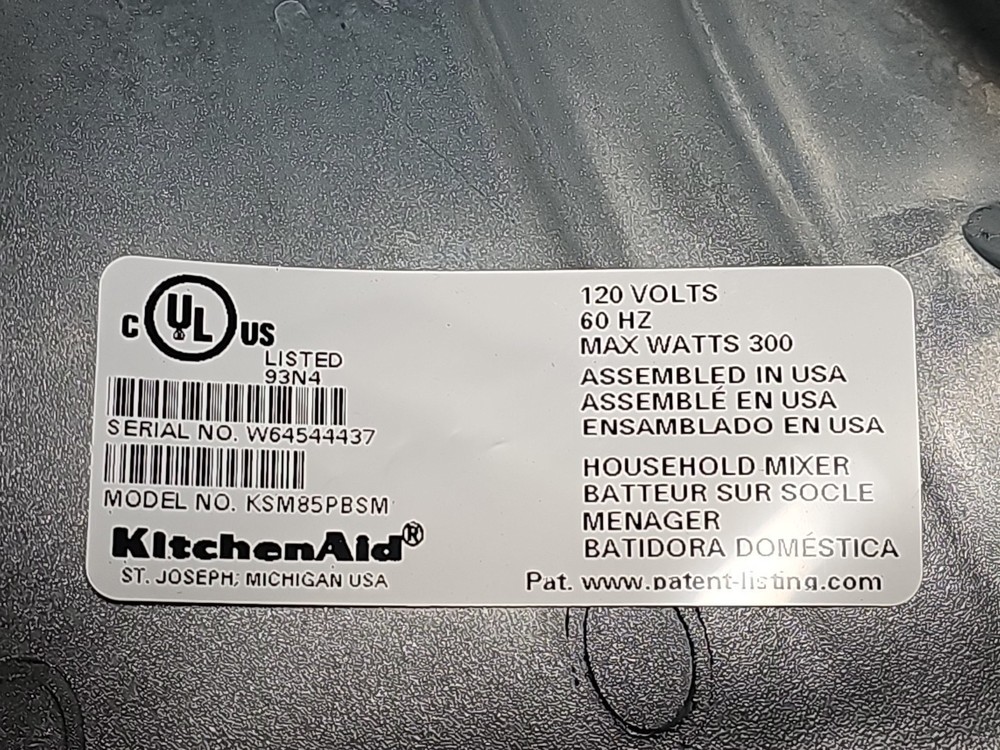 C UL US
LISTED
93N4
SERIAL NO. W64544437
MODEL NO. KSM85PBSM
KitchenAid®
ST. JOSEPH, MICHIGAN USA
120 VOLTS
60 HZ
MAX WATTS 300
ASSEMBLED IN USA
ASSEMBLÉ EN USA
ENSAMBLADO EN USA
HOUSEHOLD MIXER
BATTEUR SUR SOCLE
MENAGER
BATIDORA DOMÉSTICA
Pat. www.patent-listing.com